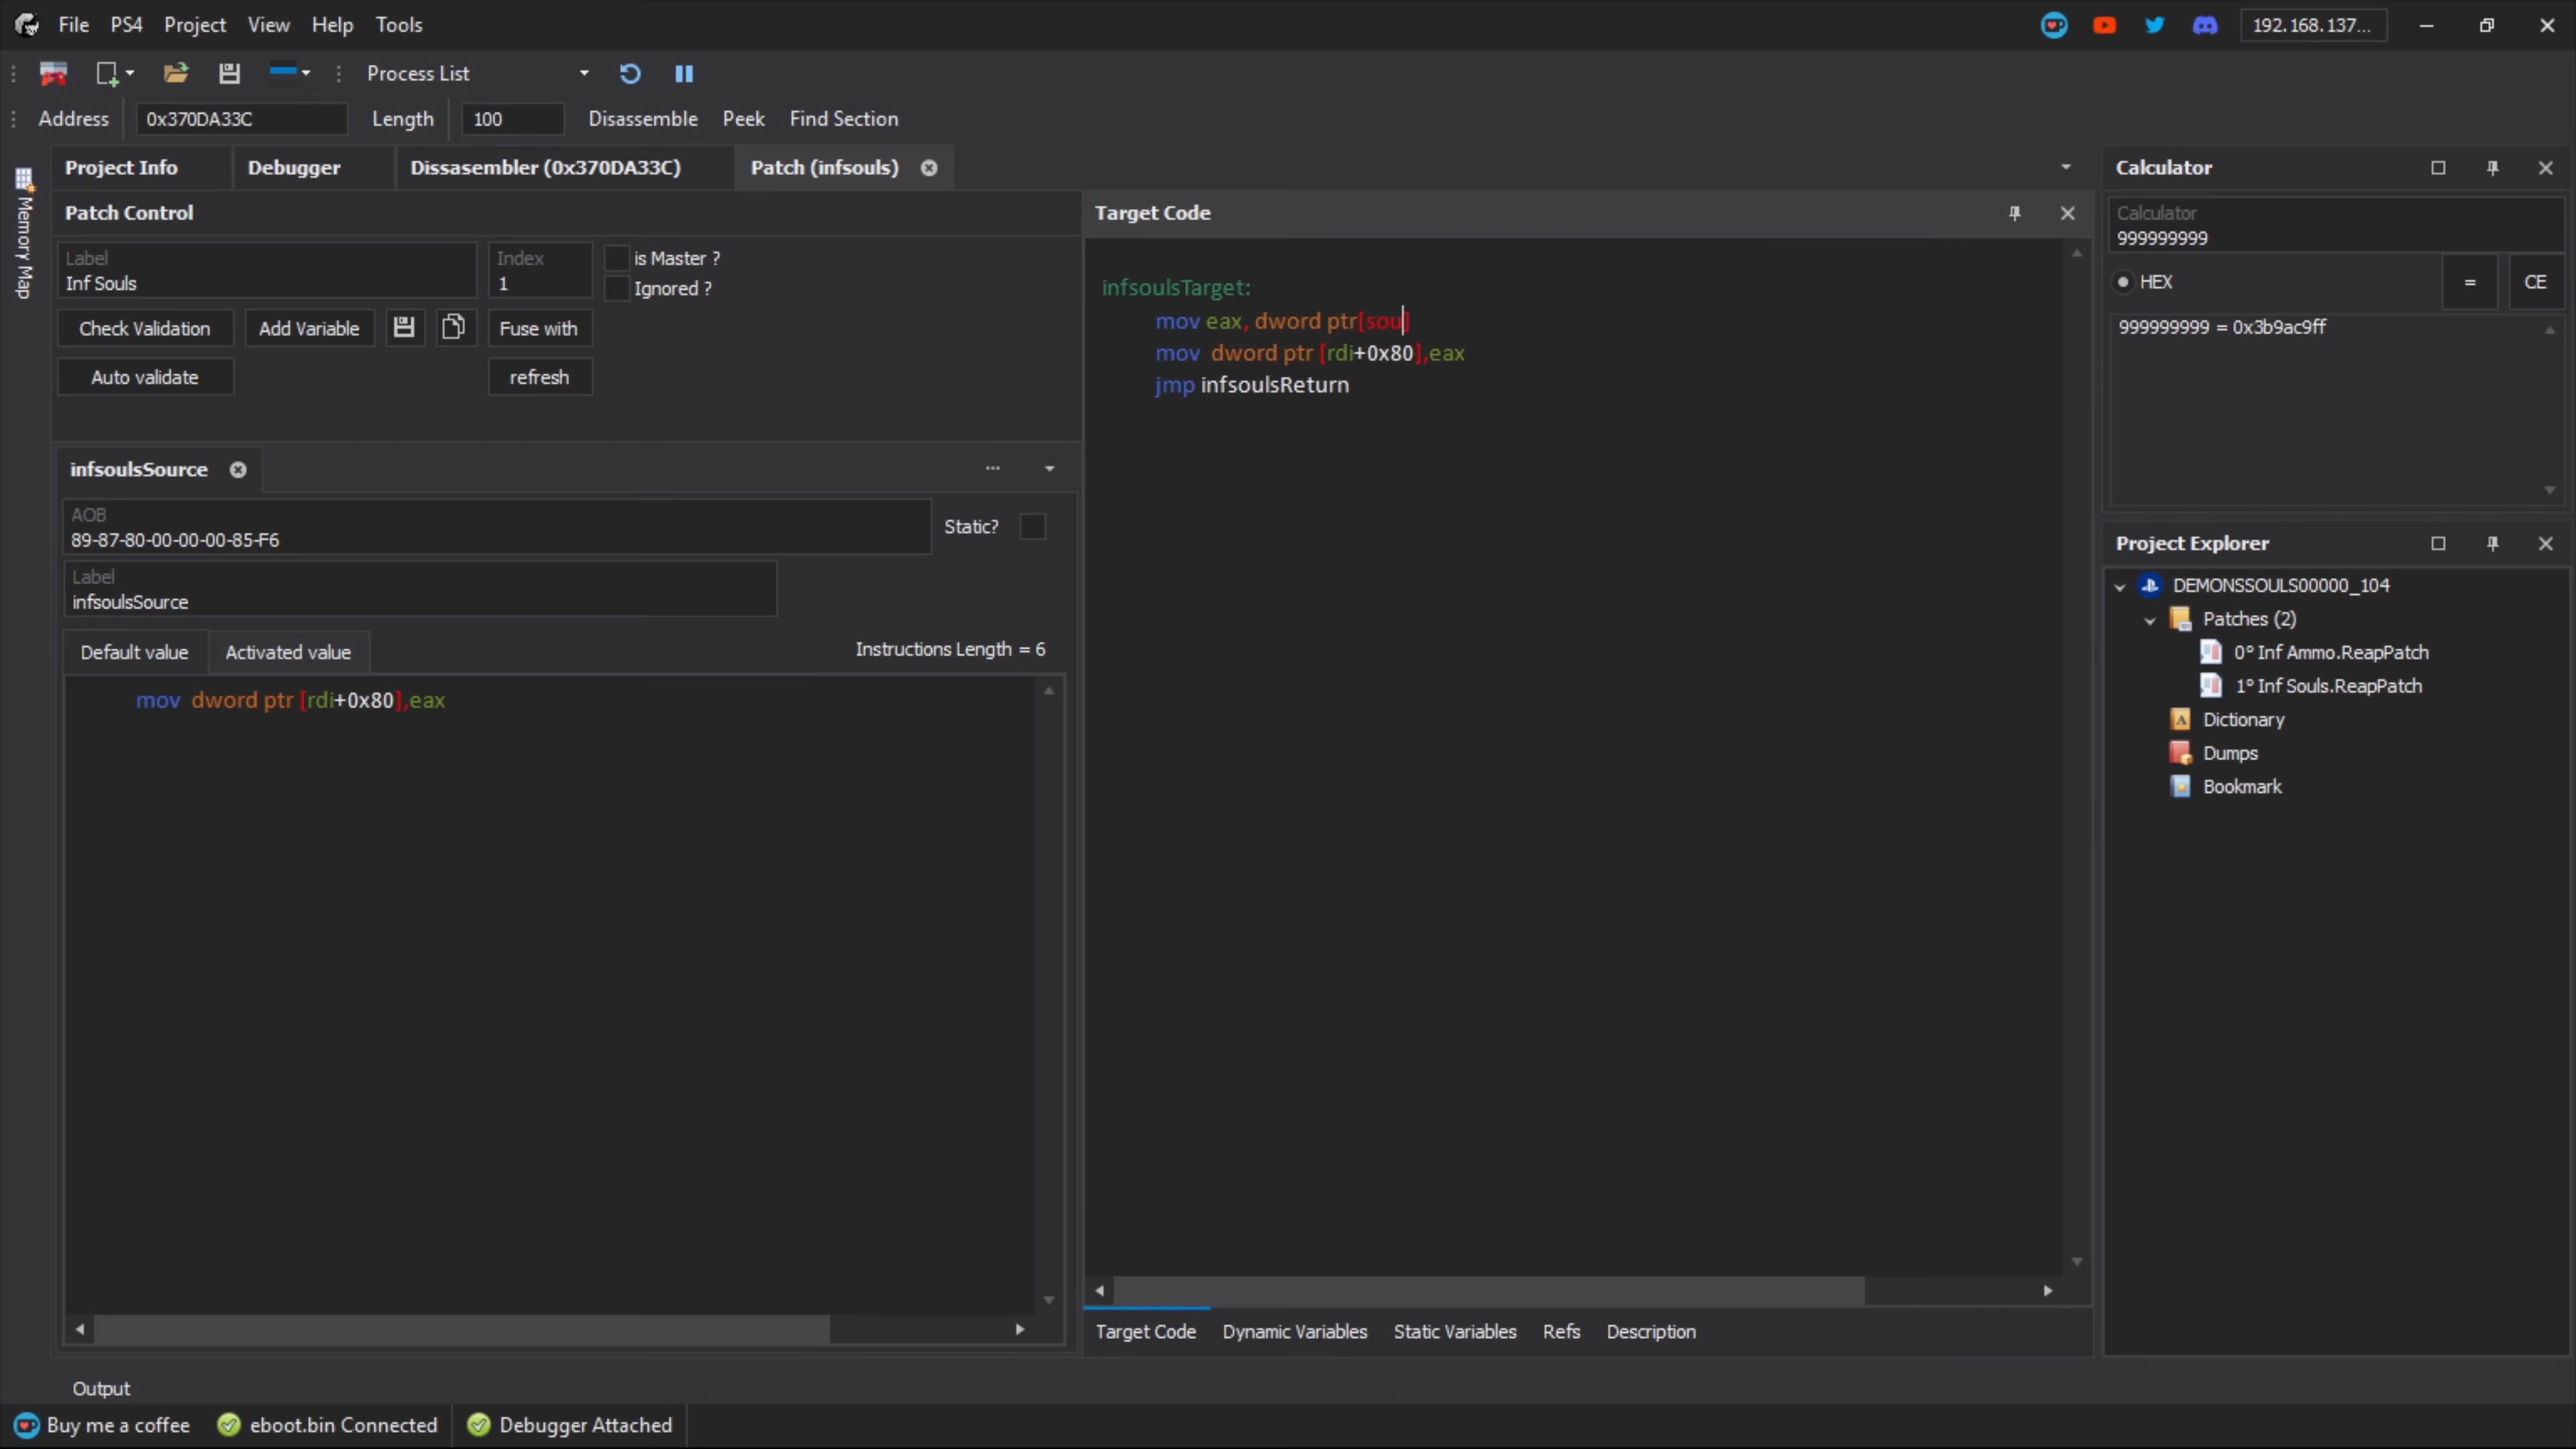 File PS4 Project View Help Tools 192.168.137...
Process List
Address 0x370DA33C Length 100 Disassemble Peek Find Section
Memory Map
Project Info Debugger Dissasembler (0x370DA33C) Patch (infsouls)
Patch Control
Label
Inf Souls
Index
1
is Master ?
Ignored ?
Check Validation Add Variable Fuse with
Auto validate refresh
infsoulsSource ...
AOB
89-87-80-00-00-00-85-F6
Static?
Label
infsoulsSource
Default value Activated value Instructions Length = 6
mov dword ptr [rdi+0x80],eax
Target Code
infsoulsTarget:
mov eax, dword ptr[sou]
mov dword ptr [rdi+0x80],eax
jmp infsoulsReturn
Target Code Dynamic Variables Static Variables Refs Description
Calculator
Calculator
999999999
HEX = CE
999999999 = 0x3b9ac9ff
Project Explorer
DEMONSSOULS00000_104
Patches (2)
0° Inf Ammo.ReapPatch
1° Inf Souls.ReapPatch
Dictionary
Dumps
Bookmark
Output
Buy me a coffee eboot.bin Connected Debugger Attached